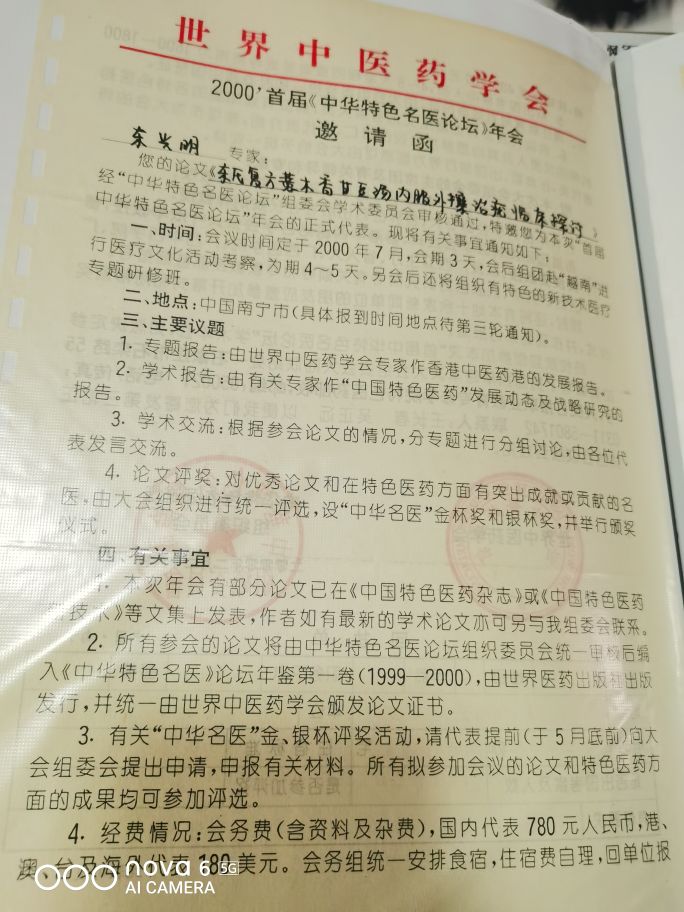 世界中医药学会
2000'首届《中华特色名医论坛》年会
邀请函
专家:
您的论文《 复方 木香 内服外 治疗 临床探讨》
经“中华特色名医论坛”组委会学术委员会审核通过,特邀您为本次“首届
中华特色名医论坛”年会的正式代表。现将有关事宜通知如下:
一、时间:会议时间定于2000年7月,会期3天,会后组团赴“越南”进
行医疗文化活动考察,为期4~5天。另会后还将组织有特色的新技术医疗
专题研修班。
二、地点:中国南宁市(具体报到时间地点待第三轮通知)。
三、主要议题
1. 专题报告:由世界中医药学会专家作香港中医药港的发展报告。
2. 学术报告:由有关专家作“中国特色医药”发展动态及战略研究的
报告。
3. 学术交流:根据参会论文的情况,分专题进行分组讨论,由各位代
表发言交流。
4. 论文评奖:对优秀论文和在特色医药方面有突出成就或贡献的名
医,由大会组织进行统一评选,设“中华名医”金杯奖和银杯奖,并举行颁奖
仪式。
四、有关事宜
1. 本次年会有部分论文已在《中国特色医药杂志》或《中国特色医药
技术》等文集上发表,作者如有最新的学术论文亦可另与我组委会联系。
2. 所有参会的论文将由中华特色名医论坛组织委员会统一审核后编
入《中华特色名医》论坛年鉴第一卷(1999—2000),由世界医药出版社出版
发行,并统一由世界中医药学会颁发论文证书。
3. 有关“中华名医”金、银杯评奖活动,请代表提前(于5月底前)向大
会组委会提出申请,申报有关材料。所有拟参加会议的论文和特色医药方
面的成果均可参加评选。
4. 经费情况:会务费(含资料及杂费),国内代表780元人民币,港、
澳、台及海外代表180美元。会务组统一安排食宿,住宿费自理,回单位报
nova 6 5G
AI CAMERA